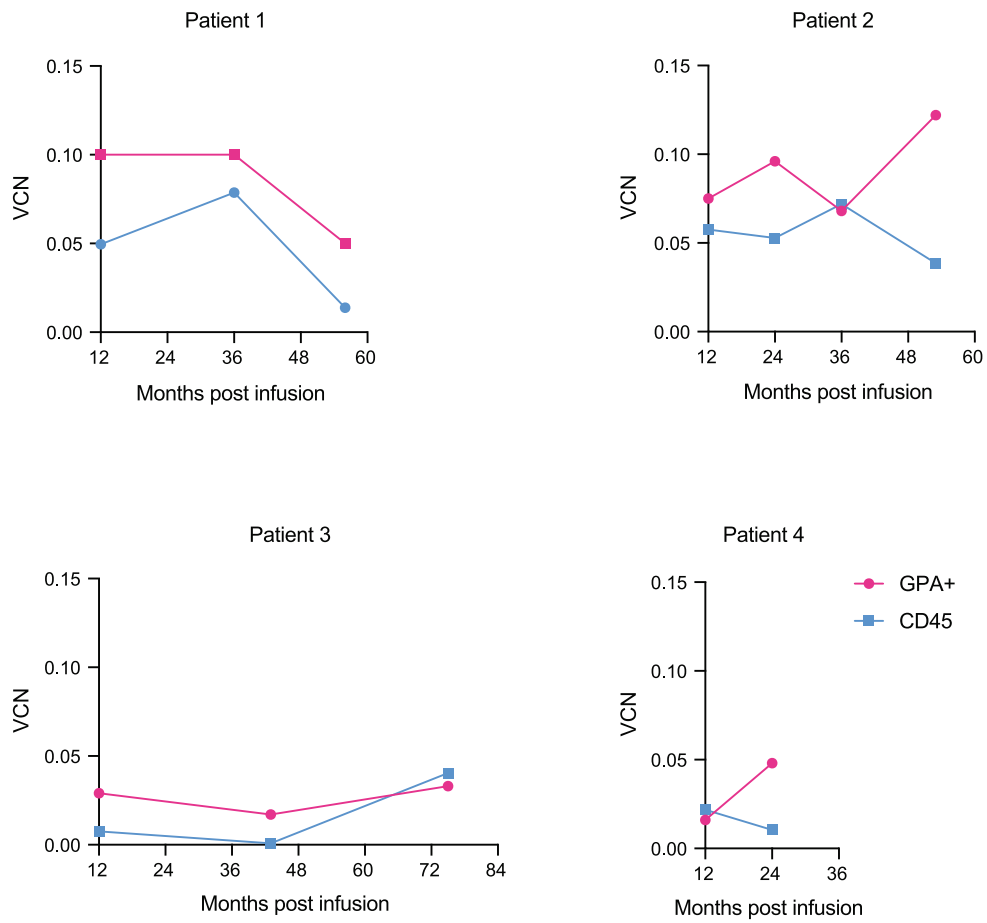 Patient 1
0.15
0.10
0.05
0.00
VCN
12 24 36 48 60
Months post infusion
Patient 2
0.15
0.10
0.05
0.00
VCN
12 24 36 48 60
Months post infusion
Patient 3
0.15
0.10
0.05
0.00
VCN
12 24 36 48 60 72 84
Months post infusion
Patient 4
0.15
0.10
0.05
0.00
VCN
12 24 36
Months post infusion
GPA+
CD45